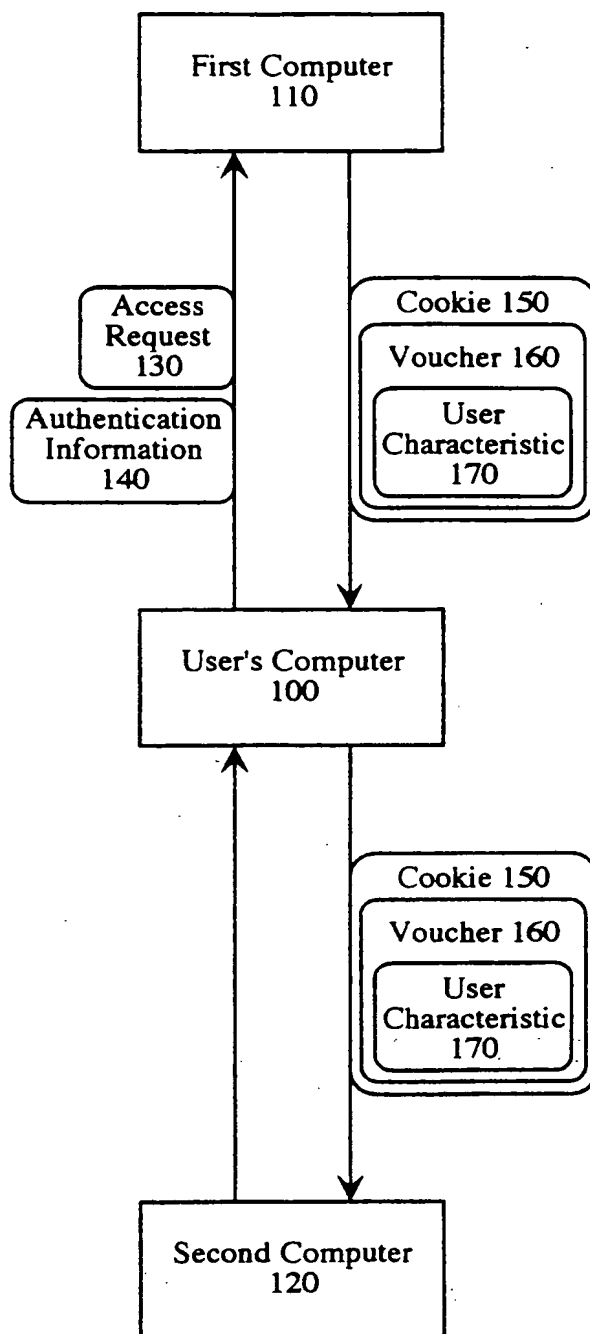 First Computer
110
Access
Request
130
Authentication
Information
140
Cookie 150
Voucher 160
User
Characteristic
170
User's Computer
100
Cookie 150
Voucher 160
User
Characteristic
170
Second Computer
120